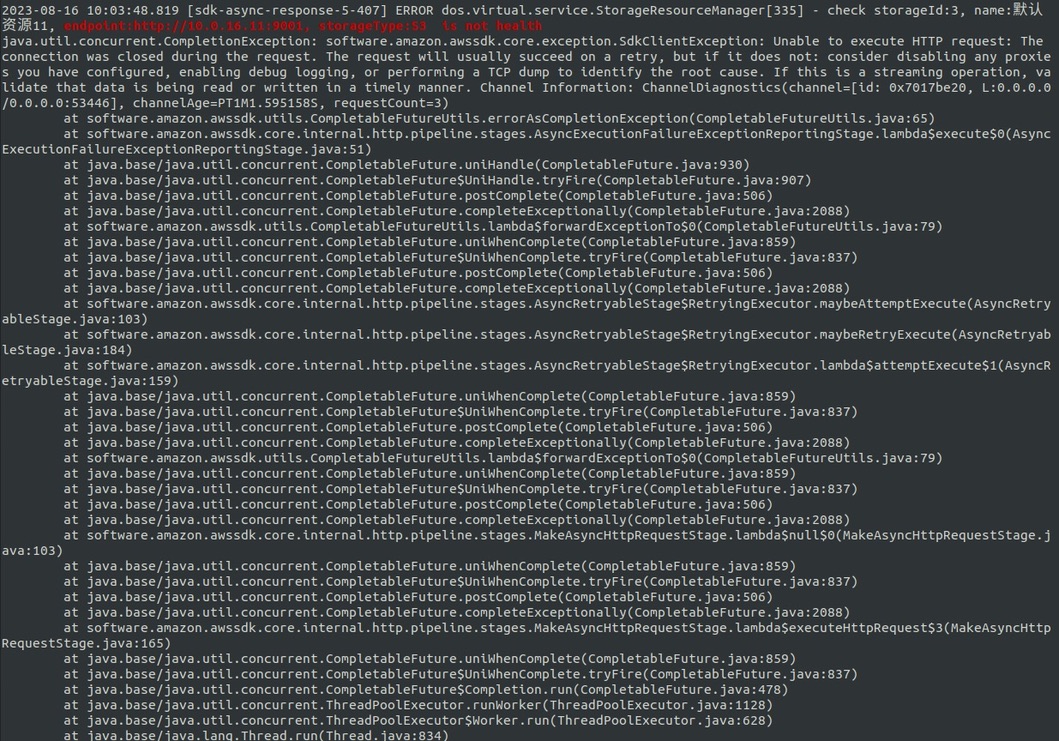 2023-08-16 10:03:48.819 [sdk-async-response-5-407] ERROR dos.virtual.service.StorageResourceManager[335] - check storageId:3, name:默认
资源11, endpoint:http://10.0.16.11:9001, storageType:53  is not health
java.util.concurrent.CompletionException: software.amazon.awssdk.core.exception.SdkClientException: Unable to execute HTTP request: The
connection was closed during the request. The request will usually succeed on a retry, but if it does not: consider disabling any proxie
s you have configured, enabling debug logging, or performing a TCP dump to identify the root cause. If this is a streaming operation, va
lidate that data is being read or written in a timely manner. Channel Information: ChannelDiagnostics(channel=[id: 0x7017be20, L:0.0.0.0
/0.0.0.0:53446], channelAge=PT1M1.595158S, requestCount=3)
at software.amazon.awssdk.utils.CompletableFutureUtils.errorAsCompletionException(CompletableFutureUtils.java:65)
at software.amazon.awssdk.core.internal.http.pipeline.stages.AsyncExecutionFailureExceptionReportingStage.lambda$execute$0(Async
ExecutionFailureExceptionReportingStage.java:51)
at java.base/java.util.concurrent.CompletableFuture.uniHandle(CompletableFuture.java:930)
at java.base/java.util.concurrent.CompletableFuture$UniHandle.tryFire(CompletableFuture.java:907)
at java.base/java.util.concurrent.CompletableFuture.postComplete(CompletableFuture.java:506)
at java.base/java.util.concurrent.CompletableFuture.completeExceptionally(CompletableFuture.java:2088)
at software.amazon.awssdk.utils.CompletableFutureUtils.lambda$forwardExceptionTo$0(CompletableFutureUtils.java:79)
at java.base/java.util.concurrent.CompletableFuture.uniWhenComplete(CompletableFuture.java:859)
at java.base/java.util.concurrent.CompletableFuture$UniWhenComplete.tryFire(CompletableFuture.java:837)
at java.base/java.util.concurrent.CompletableFuture.postComplete(CompletableFuture.java:506)
at java.base/java.util.concurrent.CompletableFuture.completeExceptionally(CompletableFuture.java:2088)
at software.amazon.awssdk.core.internal.http.pipeline.stages.AsyncRetryableStage$RetryingExecutor.maybeAttemptExecute(AsyncRetry
ableStage.java:103)
at software.amazon.awssdk.core.internal.http.pipeline.stages.AsyncRetryableStage$RetryingExecutor.maybeRetryExecute(AsyncRetryab
leStage.java:184)
at software.amazon.awssdk.core.internal.http.pipeline.stages.AsyncRetryableStage$RetryingExecutor.lambda$attemptExecute$1(AsyncR
etryableStage.java:159)
at java.base/java.util.concurrent.CompletableFuture.uniWhenComplete(CompletableFuture.java:859)
at java.base/java.util.concurrent.CompletableFuture$UniWhenComplete.tryFire(CompletableFuture.java:837)
at java.base/java.util.concurrent.CompletableFuture.postComplete(CompletableFuture.java:506)
at java.base/java.util.concurrent.CompletableFuture.completeExceptionally(CompletableFuture.java:2088)
at software.amazon.awssdk.utils.CompletableFutureUtils.lambda$forwardExceptionTo$0(CompletableFutureUtils.java:79)
at java.base/java.util.concurrent.CompletableFuture.uniWhenComplete(CompletableFuture.java:859)
at java.base/java.util.concurrent.CompletableFuture$UniWhenComplete.tryFire(CompletableFuture.java:837)
at java.base/java.util.concurrent.CompletableFuture.postComplete(CompletableFuture.java:506)
at java.base/java.util.concurrent.CompletableFuture.completeExceptionally(CompletableFuture.java:2088)
at software.amazon.awssdk.core.internal.http.pipeline.stages.MakeAsyncHttpRequestStage.lambda$null$0(MakeAsyncHttpRequestStage.j
ava:103)
at java.base/java.util.concurrent.CompletableFuture.uniWhenComplete(CompletableFuture.java:859)
at java.base/java.util.concurrent.CompletableFuture$UniWhenComplete.tryFire(CompletableFuture.java:837)
at java.base/java.util.concurrent.CompletableFuture.postComplete(CompletableFuture.java:506)
at java.base/java.util.concurrent.CompletableFuture.completeExceptionally(CompletableFuture.java:2088)
at software.amazon.awssdk.core.internal.http.pipeline.stages.MakeAsyncHttpRequestStage.lambda$executeHttpRequest$3(MakeAsyncHttp
RequestStage.java:165)
at java.base/java.util.concurrent.CompletableFuture.uniWhenComplete(CompletableFuture.java:859)
at java.base/java.util.concurrent.CompletableFuture$UniWhenComplete.tryFire(CompletableFuture.java:837)
at java.base/java.util.concurrent.CompletableFuture$Completion.run(CompletableFuture.java:478)
at java.base/java.util.concurrent.ThreadPoolExecutor.runWorker(ThreadPoolExecutor.java:1128)
at java.base/java.util.concurrent.ThreadPoolExecutor$Worker.run(ThreadPoolExecutor.java:628)
at java.base/java.lang.Thread.run(Thread.java:834)